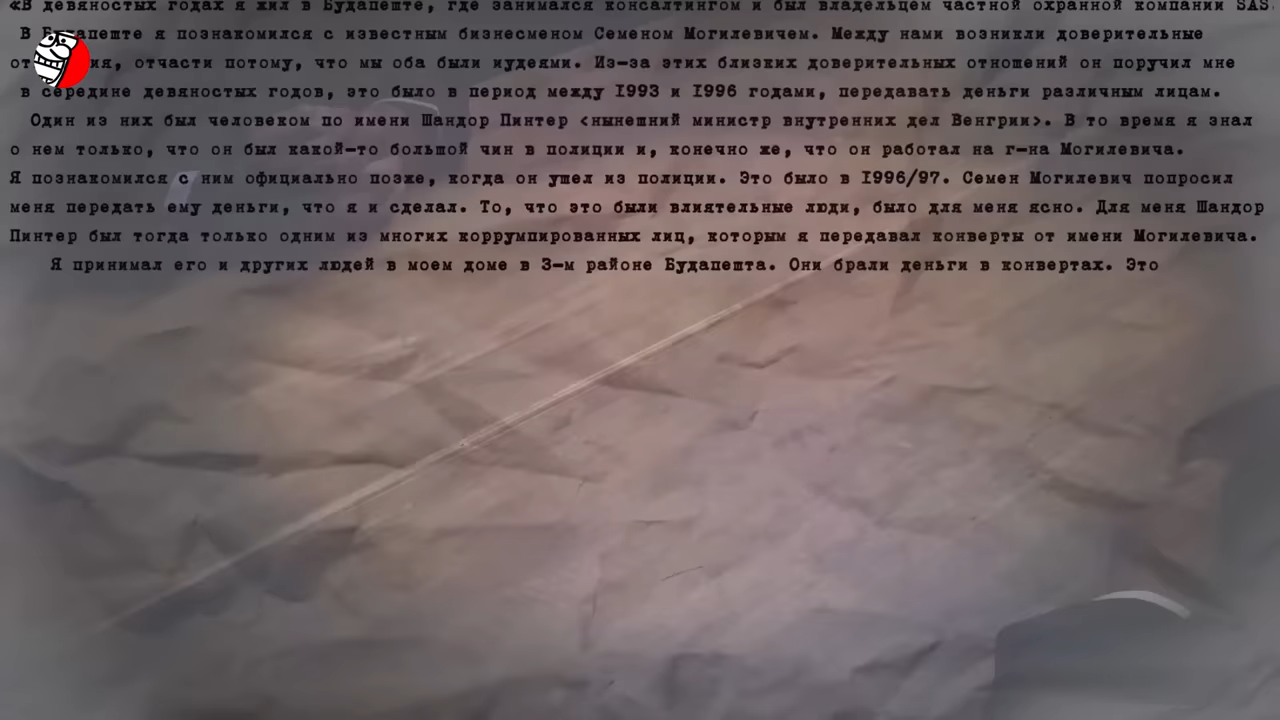 «В девяностых годах я жил в Будапеште, где занимался консалтингом и был владельцем частной охранной компании SAS.
В Будапеште я познакомился с известным бизнесменом Семеном Могилевичем. Между нами возникли доверительные
отношения, отчасти потому, что мы оба были иудеями. Из-за этих близких доверительных отношений он поручил мне
в середине девяностых годов, это было в период между 1993 и 1996 годами, передавать деньги различным лицам.
Один из них был человеком по имени Шандор Пинтер <нынешний министр внутренних дел Венгрии>. В то время я знал
о нем только, что он был какой-то большой чин в полиции и, конечно же, что он работал на г-на Могилевича.
Я познакомился с ним официально позже, когда он ушел из полиции. Это было в 1996/97. Семен Могилевич попросил
меня передать ему деньги, что я и сделал. То, что это были влиятельные люди, было для меня ясно. Для меня Шандор
Пинтер был тогда только одним из многих коррумпированных лиц, которым я передавал конверты от имени Могилевича.
Я принимал его и других людей в моем доме в 3-м районе Будапешта. Они брали деньги в конвертах. Это